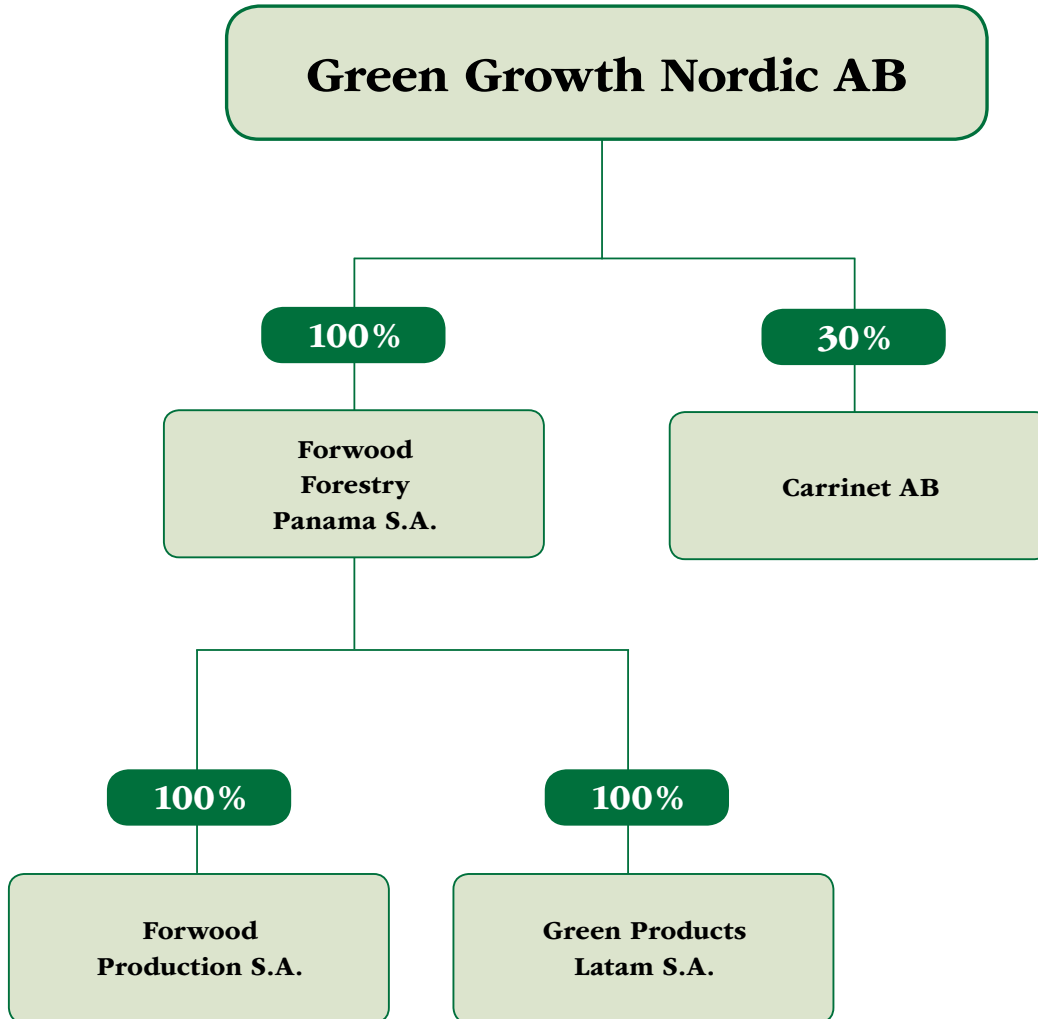 Green Growth Nordic AB
100%
30%
Forwood
Forestry
Panama S.A.
Carrinet AB
100%
100%
Forwood
Production S.A.
Green Products
Latam S.A.